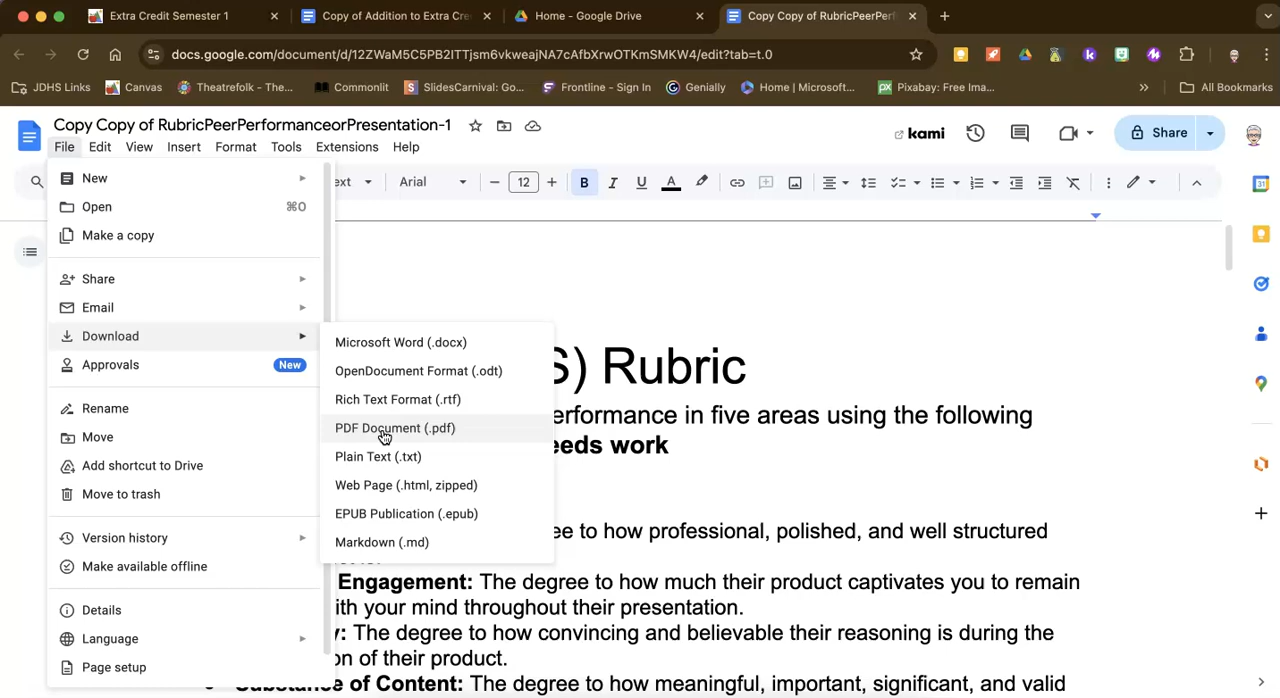 Extra Credit Semester 1
Copy of Addition to Extra Cre
Home - Google Drive
Copy Copy of RubricPeerPerf
docs.google.com/document/d/12ZWaM5C5PB2ITTjsm6vkweajNA7cAfbXrwOTKmSMKW4/edit?tab=t.0
JDHS Links
Canvas
Theatrefolk - The...
Commonlit
SlidesCarnival: Go...
Frontline - Sign In
Genially
Home | Microsoft...
Pixabay: Free Ima...
All Bookmarks
Copy Copy of RubricPeerPerformanceorPresentation-1
kami
Share
File Edit View Insert Format Tools Extensions Help
ext Arial 12 B I U A
New
Open ⌘O
Make a copy
Share
Email
Download
Approvals New
Rename
Move
Add shortcut to Drive
Move to trash
Version history
Make available offline
Details
Language
Page setup
Microsoft Word (.docx)
OpenDocument Format (.odt)
Rich Text Format (.rtf)
PDF Document (.pdf)
Plain Text (.txt)
Web Page (.html, zipped)
EPUB Publication (.epub)
Markdown (.md)
S) Rubric
erformance in five areas using the following
eeds work
ee to how professional, polished, and well structured
Engagement: The degree to how much their product captivates you to remain
ith your mind throughout their presentation.
y: The degree to how convincing and believable their reasoning is during the
on of their product.
Substance of Content: The degree to how meaningful, important, significant, and valid